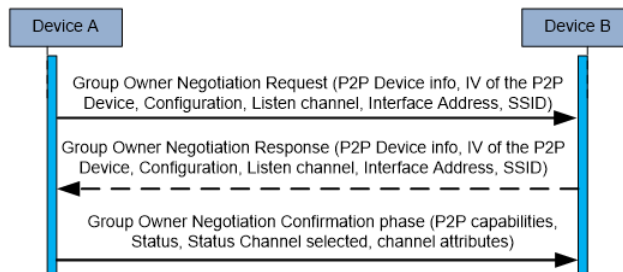 Device A
Device B
Group Owner Negotiation Request (P2P Device info, IV of the P2P
Device, Configuration, Listen channel, Interface Address, SSID)
Group Owner Negotiation Response (P2P Device info, IV of the P2P
Device, Configuration, Listen channel, Interface Address, SSID)
Group Owner Negotiation Confirmation phase (P2P capabilities,
Status, Status Channel selected, channel attributes)